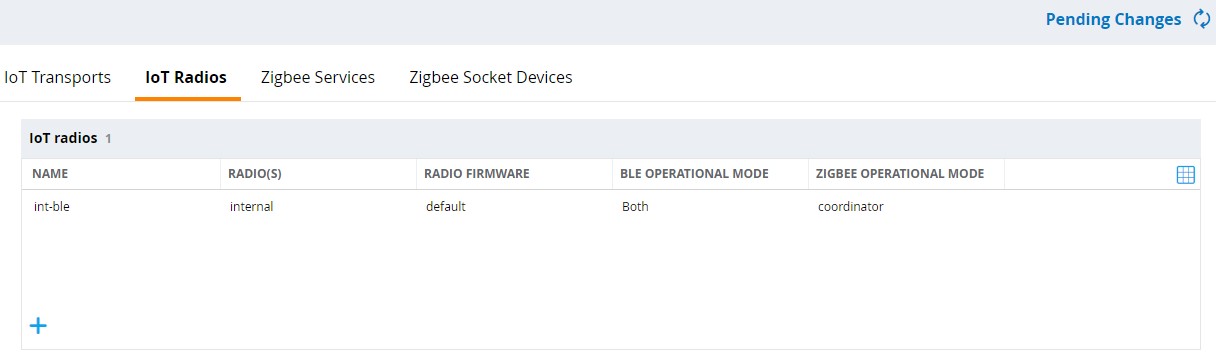 Pending Changes
IoT Transports IoT Radios Zigbee Services Zigbee Socket Devices
IoT radios 1
NAME RADIO(S) RADIO FIRMWARE BLE OPERATIONAL MODE ZIGBEE OPERATIONAL MODE
int-ble internal default Both coordinator
+